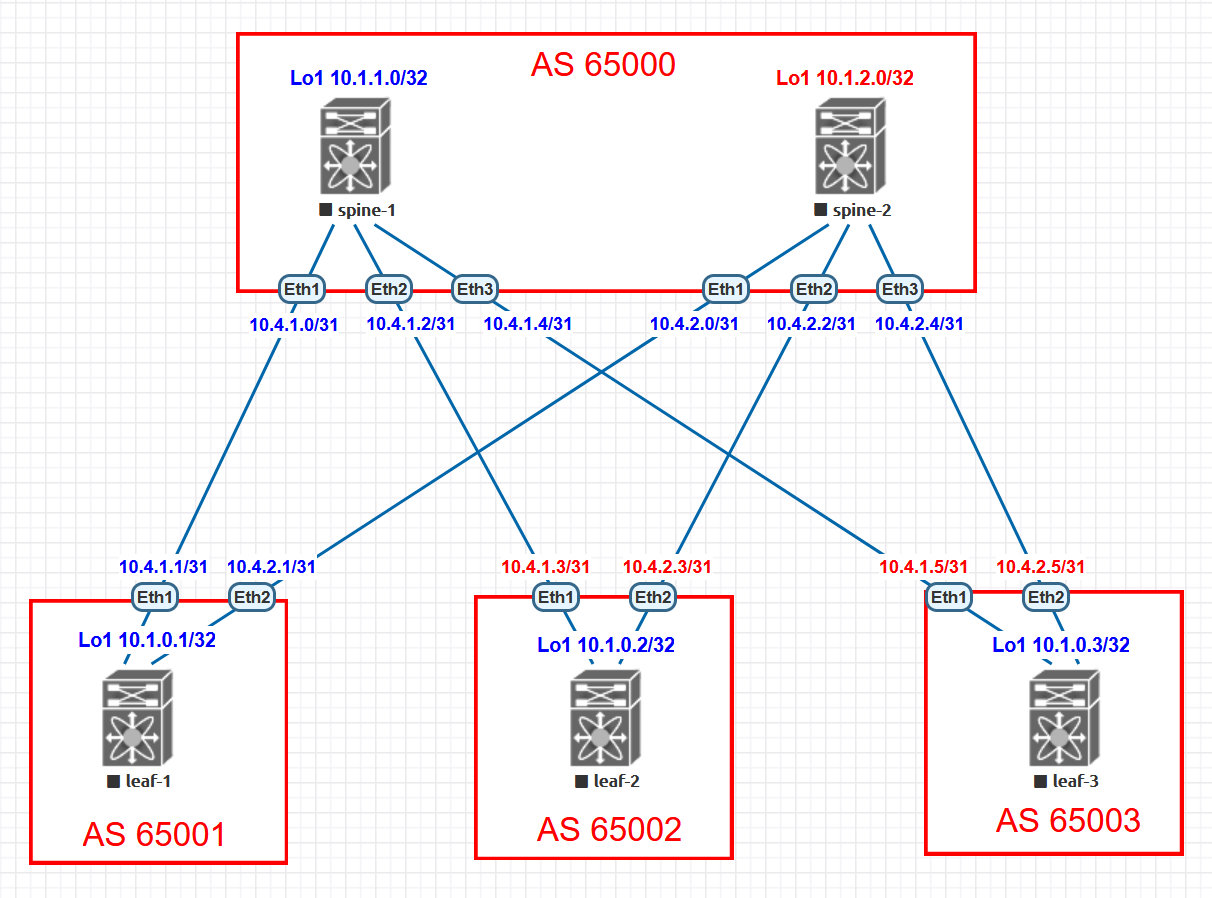 AS 65000
Lo1 10.1.1.0/32
Lo1 10.1.2.0/32
spine-1
spine-2
Eth1
Eth2
Eth3
Eth1
Eth2
Eth3
10.4.1.0/31
10.4.1.2/31
10.4.1.4/31
10.4.2.0/31
10.4.2.2/31
10.4.2.4/31
10.4.1.1/31
10.4.2.1/31
10.4.1.3/31
10.4.2.3/31
10.4.1.5/31
10.4.2.5/31
Eth1
Eth2
Eth1
Eth2
Eth1
Eth2
Lo1 10.1.0.1/32
Lo1 10.1.0.2/32
Lo1 10.1.0.3/32
leaf-1
leaf-2
leaf-3
AS 65001
AS 65002
AS 65003